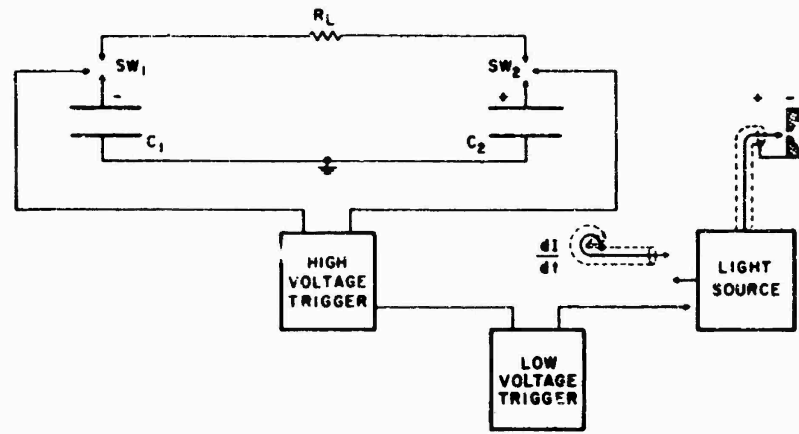 R_L
SW₁
SW₂
-
+
C₁
C₂
+ -
HIGH
VOLTAGE
TRIGGER
dI
dt
LIGHT
SOURCE
LOW
VOLTAGE
TRIGGER